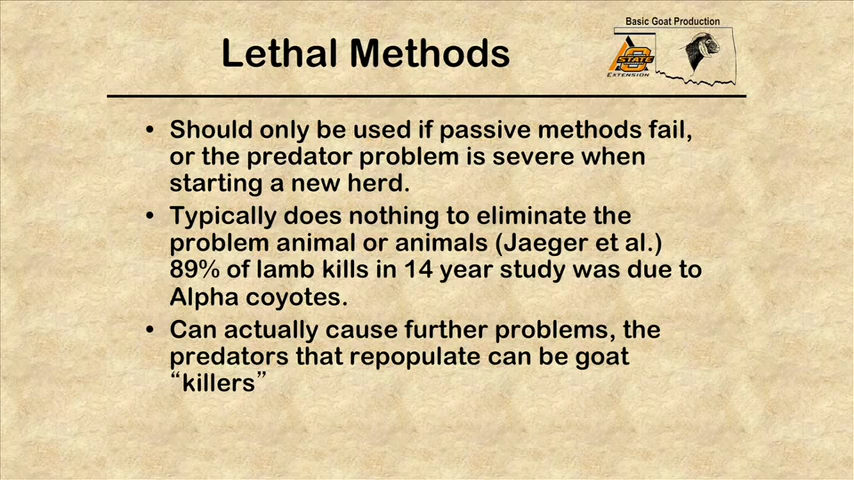 Basic Goat Production
Lethal Methods
OSTATE
EXTENSION
• Should only be used if passive methods fail,
or the predator problem is severe when
starting a new herd.
• Typically does nothing to eliminate the
problem animal or animals (Jaeger et al.)
89% of lamb kills in 14 year study was due to
Alpha coyotes.
• Can actually cause further problems, the
predators that repopulate can be goat
“killers”